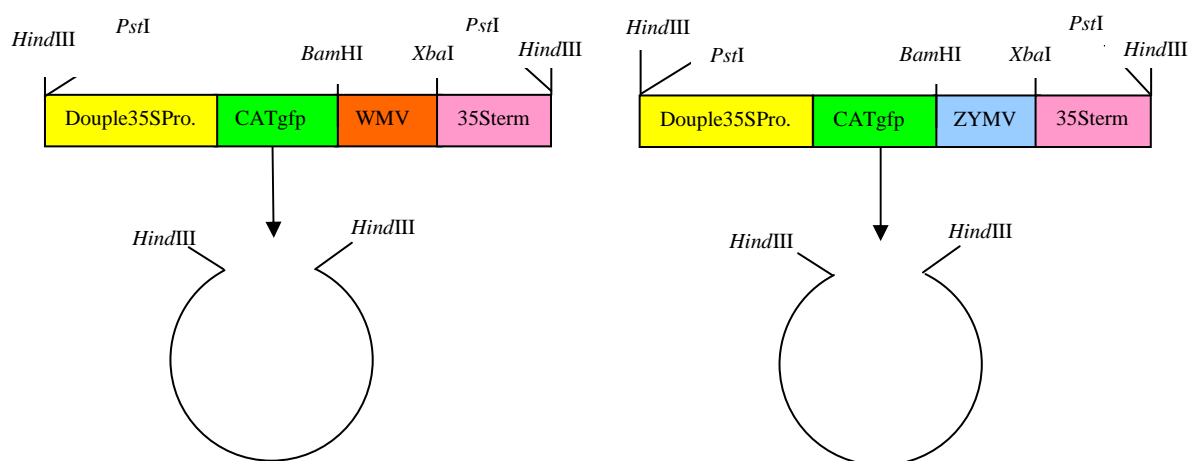 HindIII PstI PstI HindIII
BamHI XbaI
Douple35SPro. CATgfp WMV 35Sterm
HindIII HindIII
HindIII PstI PstI HindIII
BamHI XbaI
Douple35SPro. CATgfp ZYMV 35Sterm
HindIII HindIII